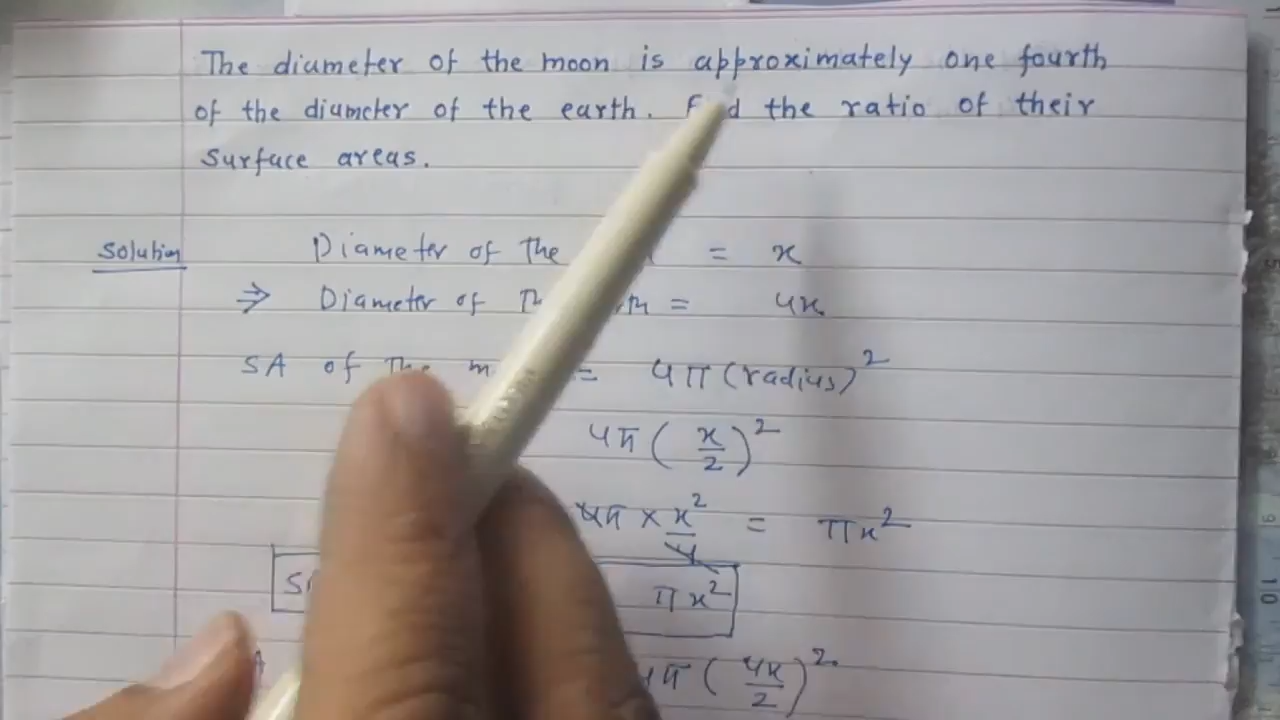 The diameter of the moon is approximately one fourth
of the diameter of the earth. the ratio of their
surface areas.
Solution Diameter of the = x
⇒ Diameter of = 4x
SA of The = 4π (radius)²
4π (x/2)²
4π × x²/4 = πx²
πx²
4π (4x/2)²